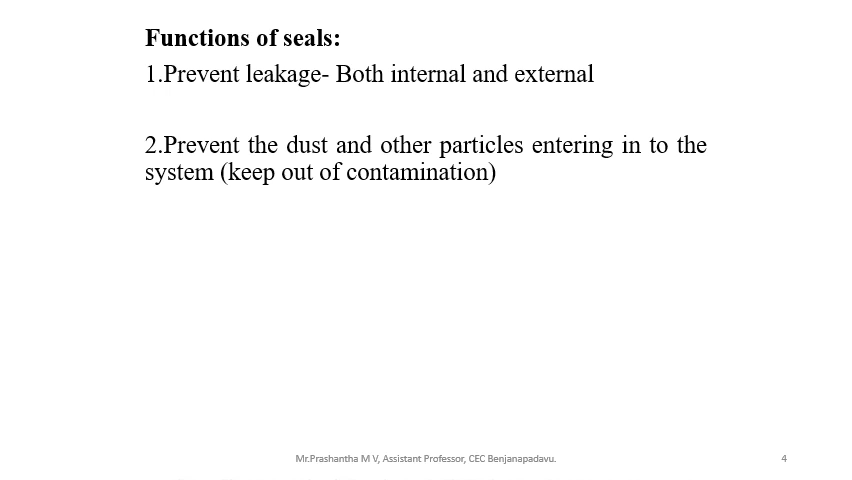 Functions of seals:
1.Prevent leakage- Both internal and external
2.Prevent the dust and other particles entering in to the
system (keep out of contamination)
Mr.Prashantha M V, Assistant Professor, CEC Benjanapadavu.
4